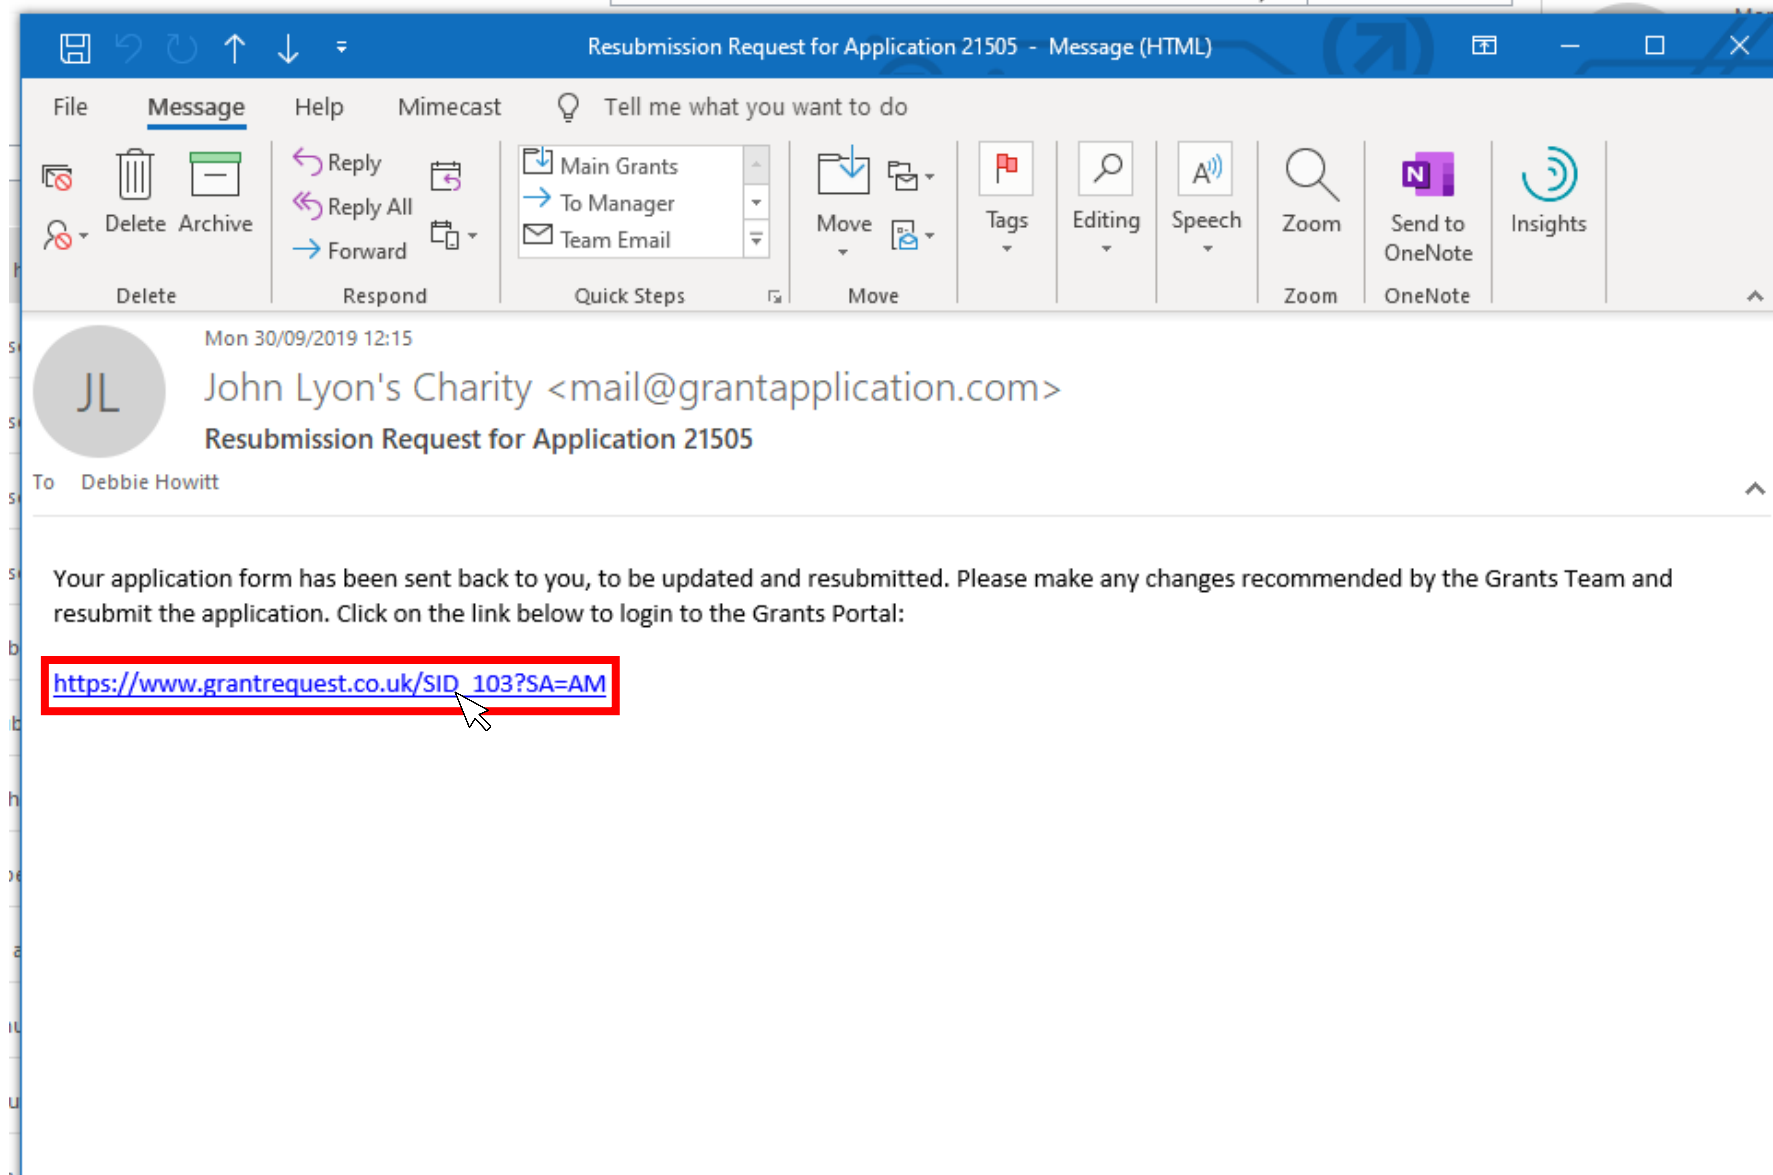 Resubmission Request for Application 21505 - Message (HTML)
File Message Help Mimecast Tell me what you want to do
Delete Archive
Reply
Reply All
Forward
Main Grants
To Manager
Team Email
Move
Tags
Editing
Speech
Zoom
Send to
OneNote
Insights
Delete Respond Quick Steps Move Zoom OneNote
JL
Mon 30/09/2019 12:15
John Lyon's Charity <mail@grantapplication.com>
Resubmission Request for Application 21505
To Debbie Howitt
Your application form has been sent back to you, to be updated and resubmitted. Please make any changes recommended by the Grants Team and
resubmit the application. Click on the link below to login to the Grants Portal:
https://www.grantrequest.co.uk/SID_103?SA=AM